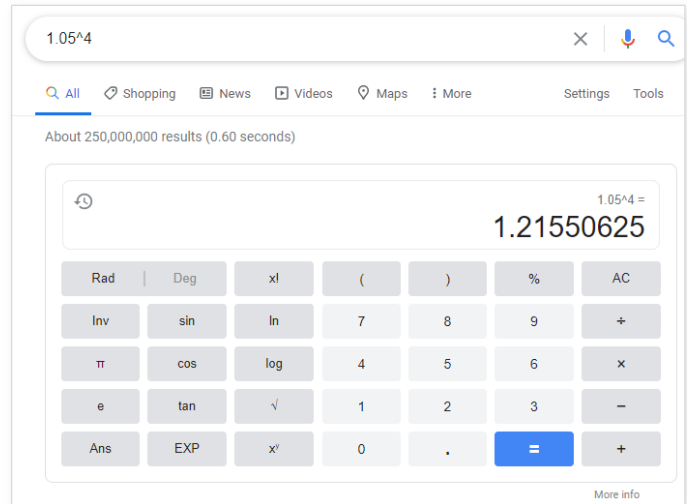 1.05^4
All Shopping News Videos Maps More Settings Tools
About 250,000,000 results (0.60 seconds)
1.05^4 =
1.21550625
Rad | Deg x! ( ) % AC
Inv sin ln 7 8 9 ÷
π cos log 4 5 6 ×
e tan √ 1 2 3 −
Ans EXP xʸ 0 . = +
More info